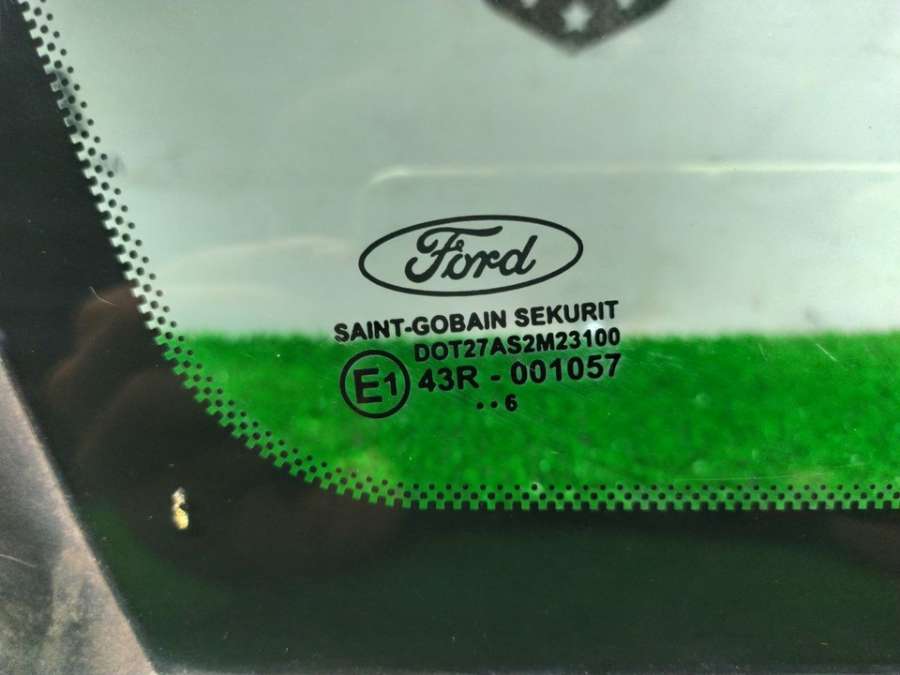 Ford
SAINT-GOBAIN SEKURIT
DOT27AS2M23100
E1 43R - 001057
..6